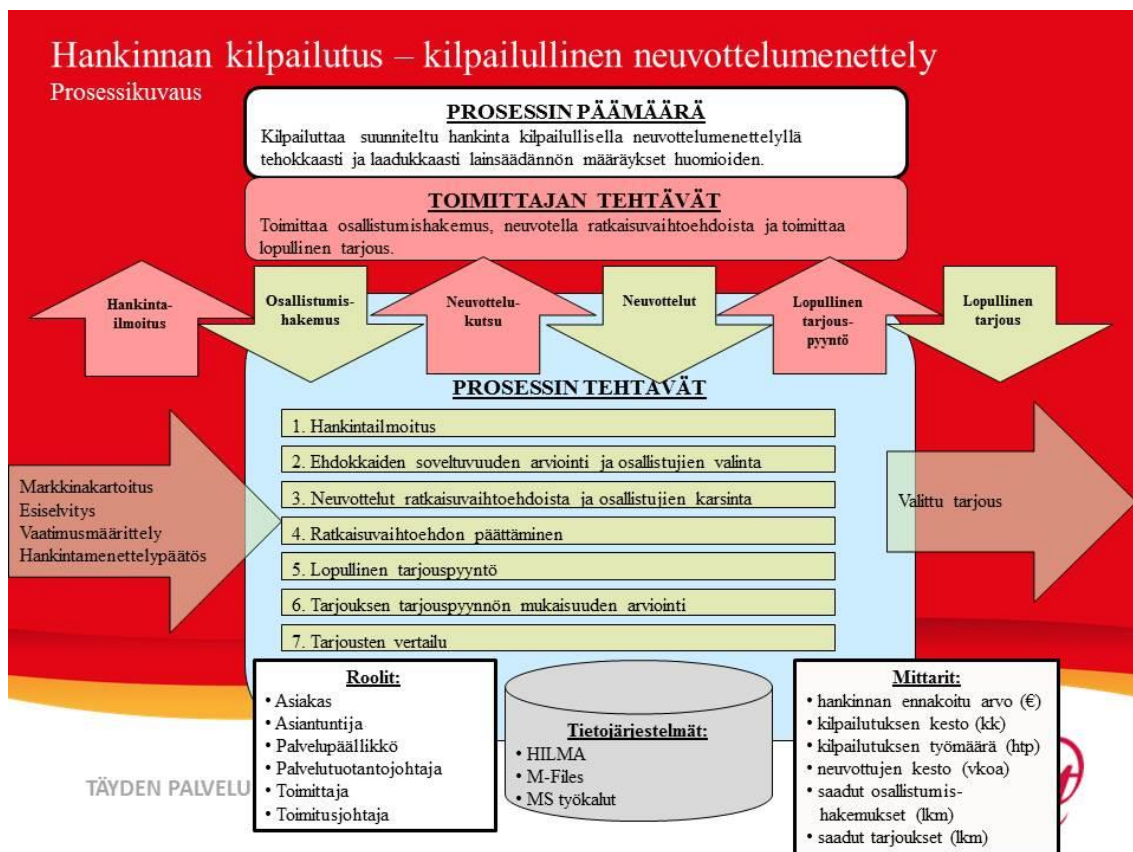 Hankinnan kilpailutus – kilpailullinen neuvottelumenettely
Prosessikuvaus
PROSESSIN PÄÄMÄÄRÄ
Kilpailuttaa suunniteltu hankinta kilpailullisella neuvottelumenettelyllä
tehokkaasti ja laadukkaasti lainsäädännön määräykset huomioiden.
TOIMITTAJAN TEHTÄVÄT
Toimittaa osallistumishakemus, neuvotella ratkaisuvaihtoehdoista ja toimittaa
lopullinen tarjous.
Hankinta-
ilmoitus
Osallistumis-
hakemus
Neuvottelu-
kutsu
Neuvottelut
Lopullinen
tarjous-
pyyntö
Lopullinen
tarjous
PROSESSIN TEHTÄVÄT
1. Hankintailmoitus
2. Ehdokkaiden soveltuvuuden arviointi ja osallistujien valinta
3. Neuvottelut ratkaisuvaihtoehdoista ja osallistujien karsinta
4. Ratkaisuvaihtoehdon päättäminen
5. Lopullinen tarjouspyyntö
6. Tarjouksen tarjouspyynnön mukaisuuden arviointi
7. Tarjousten vertailu
Markkinakartoitus
Esiselvitys
Vaatimusmäärittely
Hankintamenettelypäätös
Valittu tarjous
Roolit:
• Asiakas
• Asiantuntija
• Palvelupäällikkö
• Palvelutuotantojohtaja
• Toimittaja
• Toimitusjohtaja
Tietojärjestelmät:
• HILMA
• M-Files
• MS työkalut
Mittarit:
• hankinnan ennakoitu arvo (€)
• kilpailutuksen kesto (kk)
• kilpailutuksen työmäärä (htp)
• neuvottujen kesto (vkoa)
• saadut osallistumis-
hakemukset (lkm)
• saadut tarjoukset (lkm)
TÄYDEN PALVELU